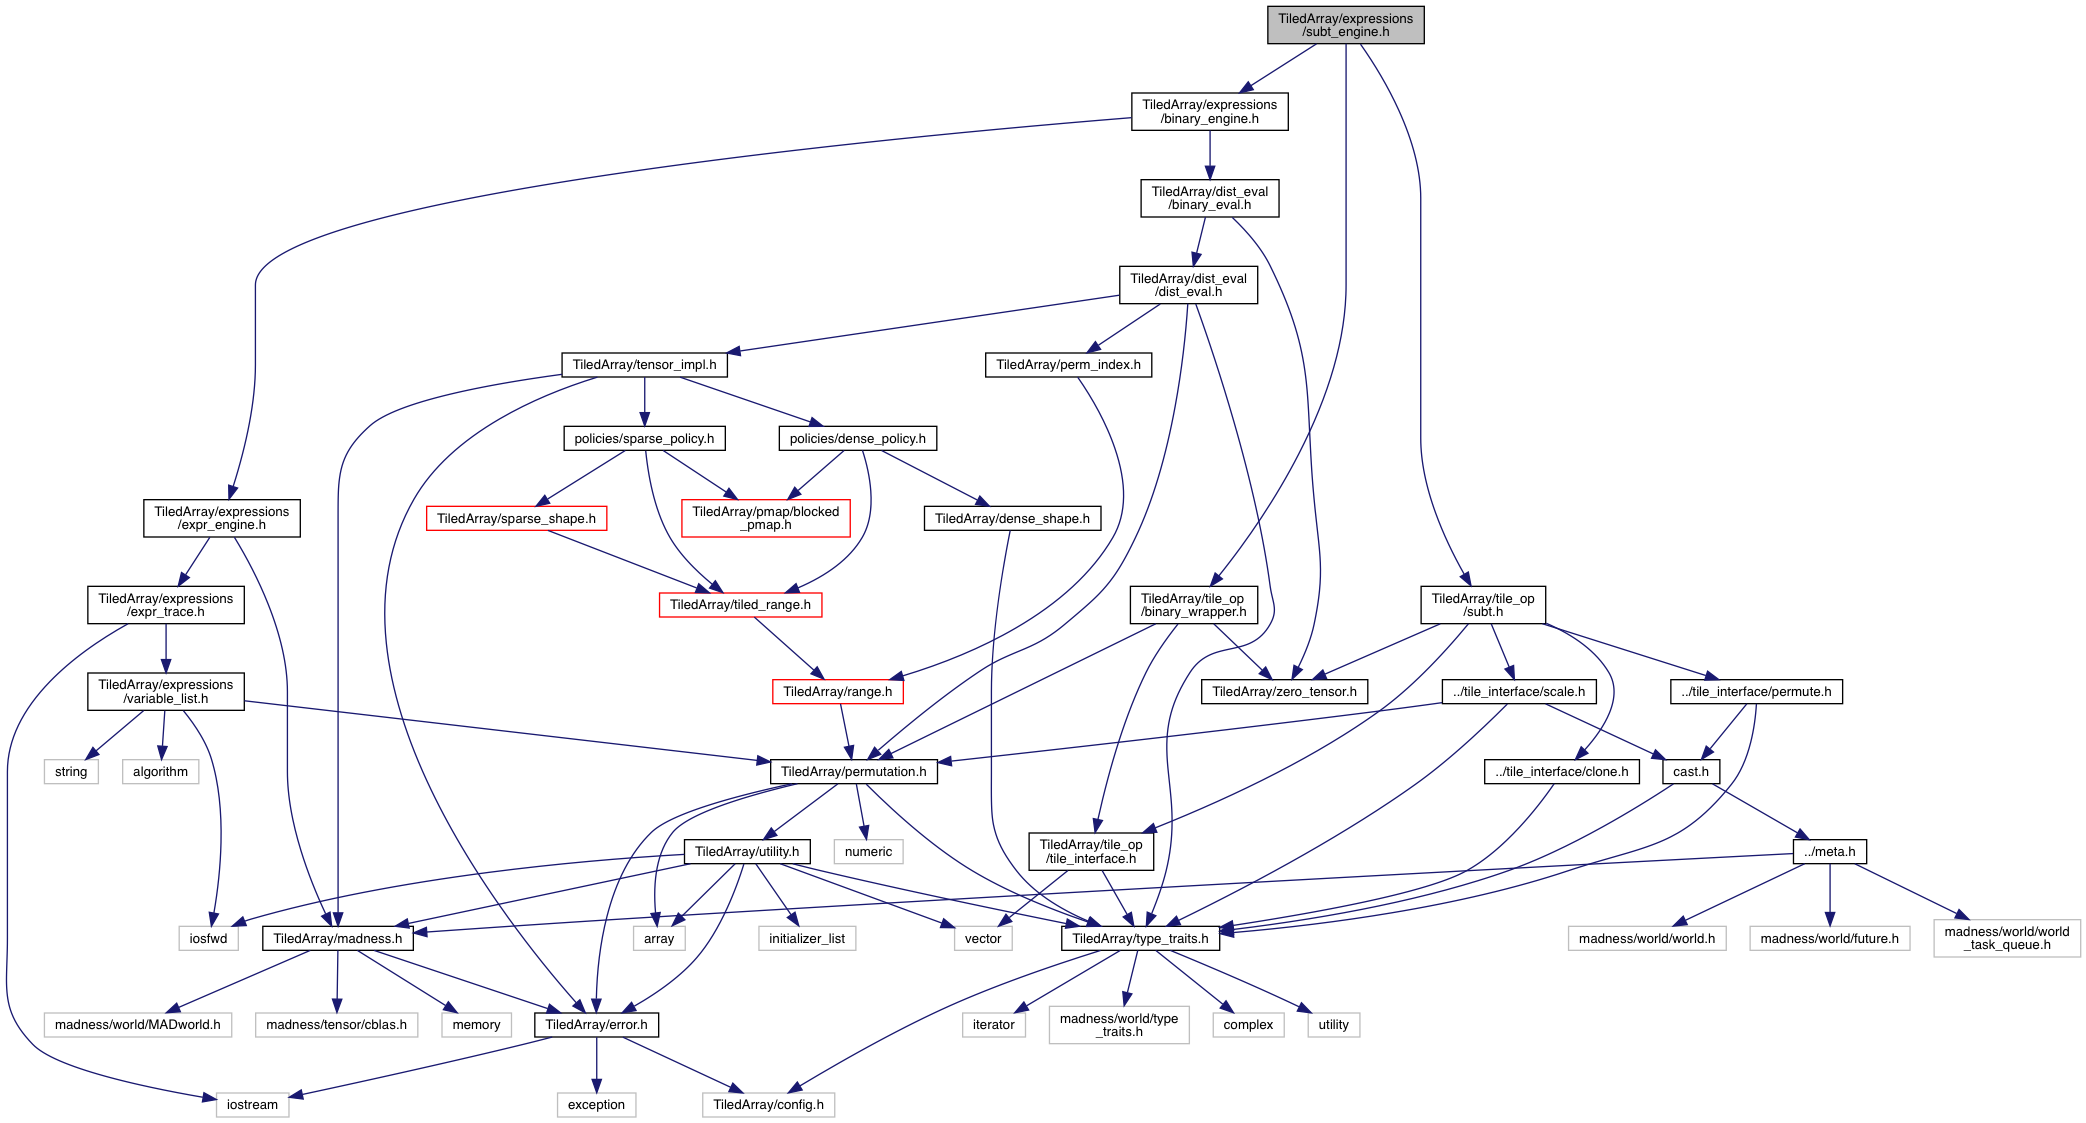 TiledArray/expressions
/subt_engine.h
TiledArray/expressions
/binary_engine.h
TiledArray/dist_eval
/binary_eval.h
TiledArray/dist_eval
/dist_eval.h
TiledArray/tensor_impl.h
TiledArray/perm_index.h
policies/sparse_policy.h
policies/dense_policy.h
TiledArray/expressions
/expr_engine.h
TiledArray/sparse_shape.h
TiledArray/pmap/blocked
_pmap.h
TiledArray/dense_shape.h
TiledArray/expressions
/expr_trace.h
TiledArray/tiled_range.h
TiledArray/tile_op
/binary_wrapper.h
TiledArray/tile_op
/subt.h
TiledArray/expressions
/variable_list.h
TiledArray/range.h
TiledArray/zero_tensor.h
../tile_interface/scale.h
../tile_interface/permute.h
string
algorithm
TiledArray/permutation.h
../tile_interface/clone.h
cast.h
TiledArray/utility.h
numeric
TiledArray/tile_op
/tile_interface.h
../meta.h
iosfwd
TiledArray/madness.h
array
initializer_list
vector
TiledArray/type_traits.h
madness/world/world.h
madness/world/future.h
madness/world/world
_task_queue.h
madness/world/MADworld.h
madness/tensor/cblas.h
memory
TiledArray/error.h
iterator
madness/world/type
_traits.h
complex
utility
iostream
exception
TiledArray/config.h